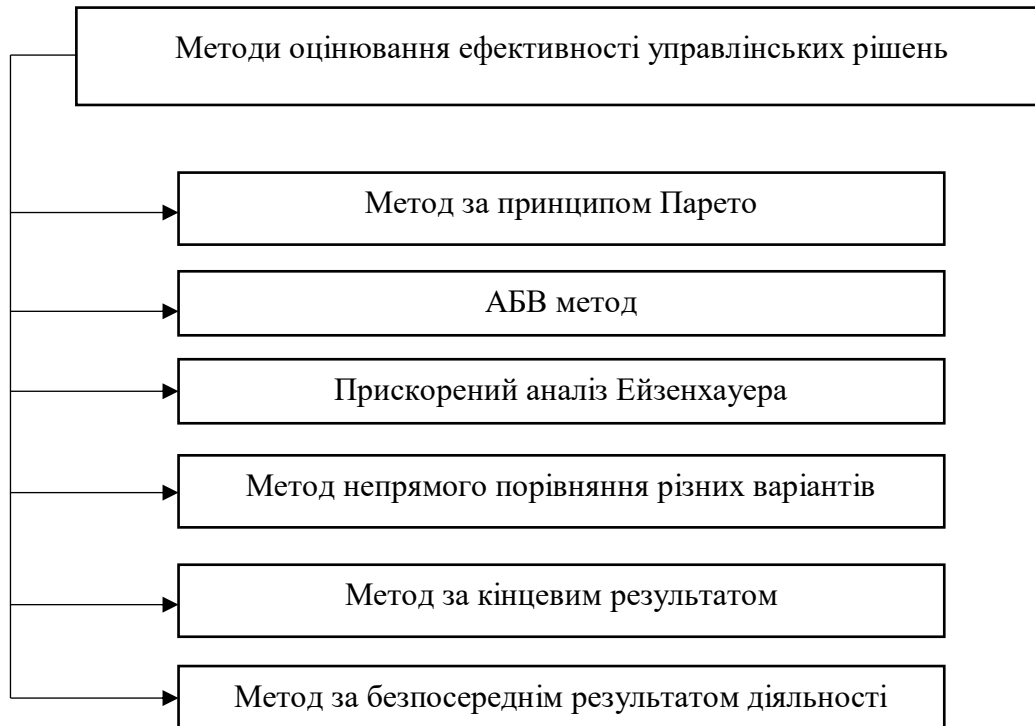 Методи оцінювання ефективності управлінських рішень
Метод за принципом Парето
АБВ метод
Прискорений аналіз Ейзенхауера
Метод непрямого порівняння різних варіантів
Метод за кінцевим результатом
Метод за безпосереднім результатом діяльності